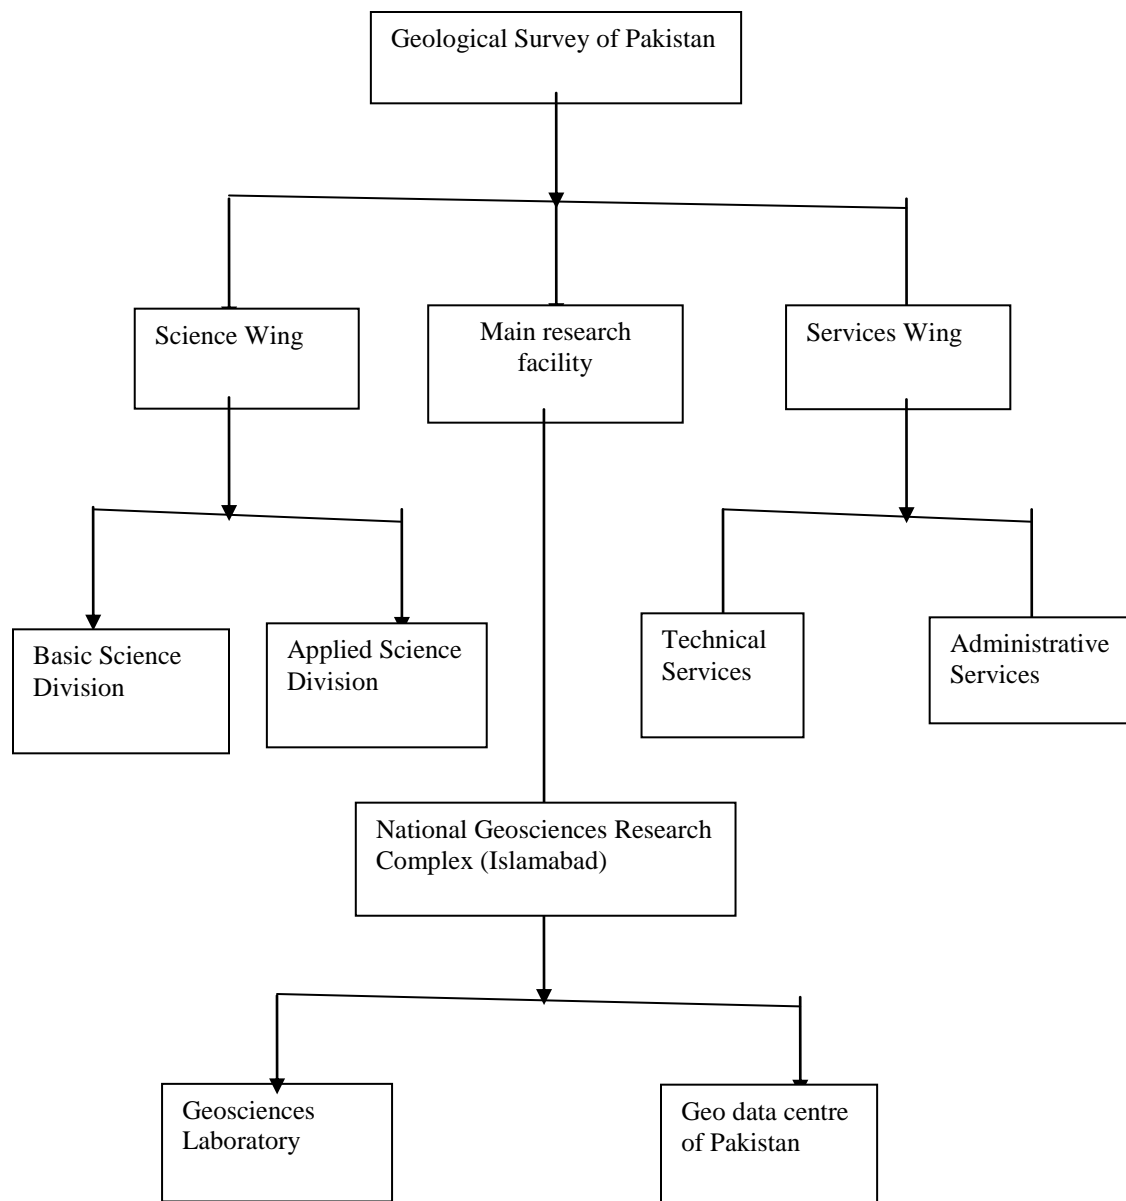 Geological Survey of Pakistan
Science Wing
Main research
facility
Services Wing
Basic Science
Division
Applied Science
Division
Technical
Services
Administrative
Services
National Geosciences Research
Complex (Islamabad)
Geosciences
Laboratory
Geo data centre
of Pakistan